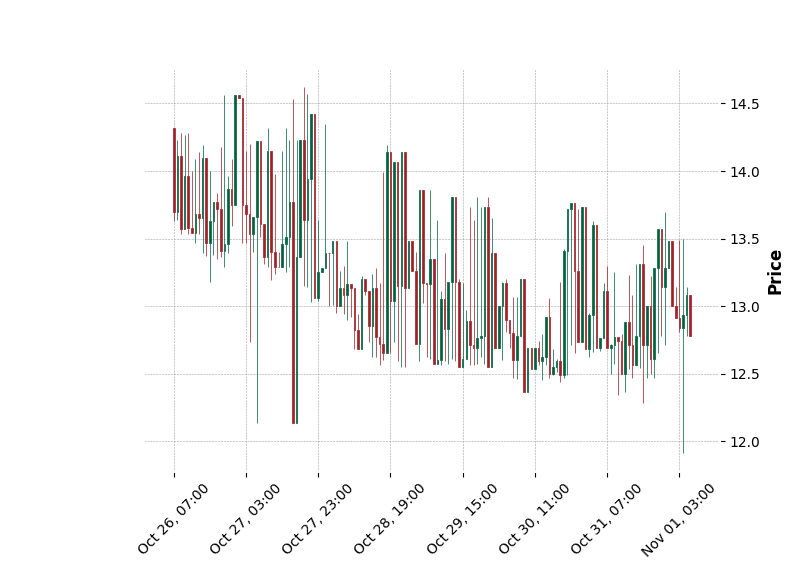 14.5
14.0
13.5
13.0
12.5
12.0
Price
Oct 26, 07:00
Oct 27, 03:00
Oct 27, 23:00
Oct 28, 19:00
Oct 29, 15:00
Oct 30, 11:00
Oct 31, 07:00
Nov 01, 03:00